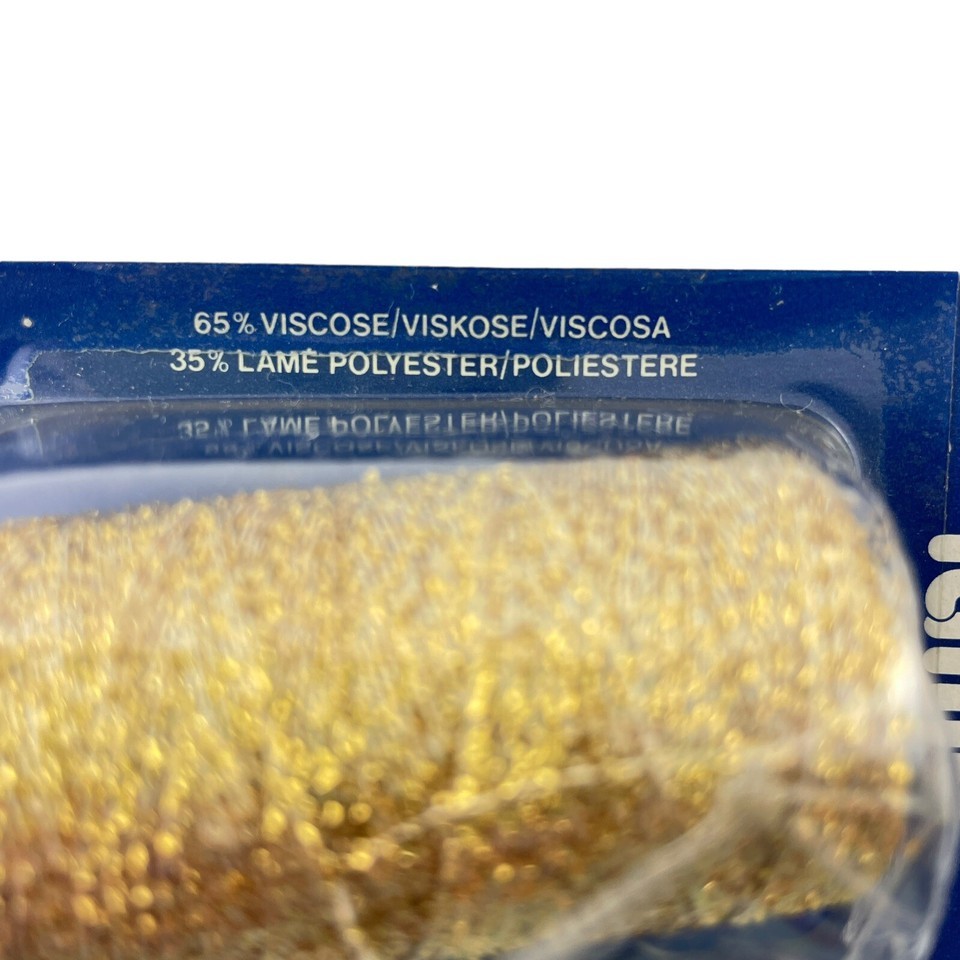 65% VISCOSE/VISKOSE/VISCOSA
35% LAMÉ POLYESTER/POLIESTERE